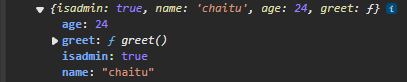 ▼ {isadmin: true, name: 'chaitu', age: 24, greet: ƒ} i
age: 24
▶ greet: ƒ greet()
isadmin: true
name: "chaitu"